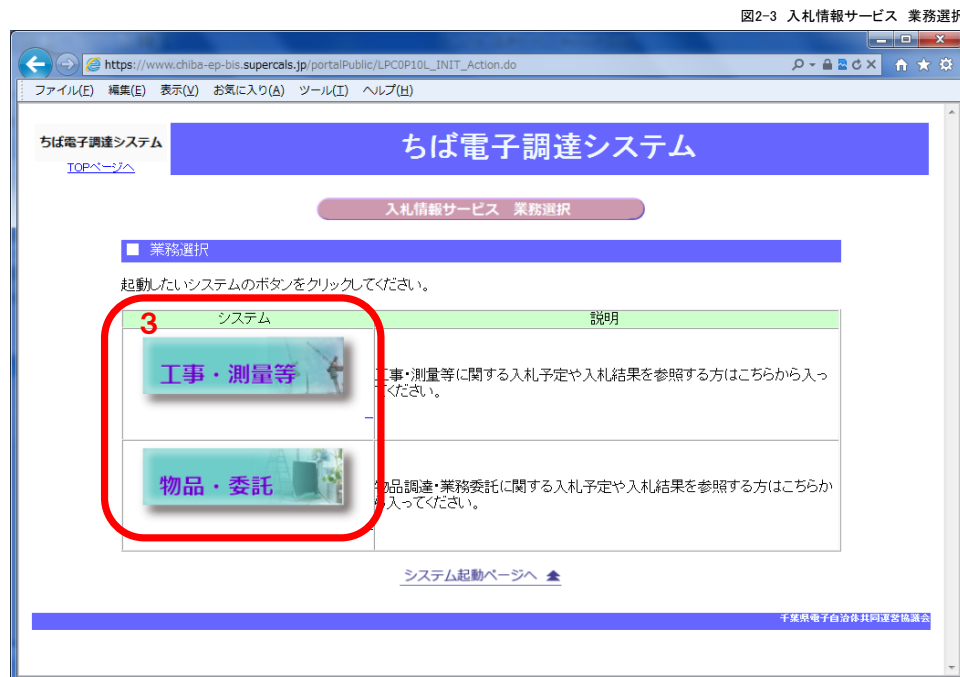 図2-3 入札情報サービス 業務選択
https://www.chiba-ep-bis.supercals.jp/portalPublic/LPC0P10L_INIT_Action.do
ファイル(F) 編集(E) 表示(V) お気に入り(A) ツール(T) ヘルプ(H)
ちば電子調達システム
TOPページへ
ちば電子調達システム
入札情報サービス 業務選択
■ 業務選択
起動したいシステムのボタンをクリックしてください。
システム 説明
3
工事・測量等
工事・測量等に関する入札予定や入札結果を参照する方はこちらから入っ
てください。
物品・委託
物品調達・業務委託に関する入札予定や入札結果を参照する方はこちらか
ら入ってください。
システム起動ページへ
千葉県電子自治体共同運営協議会